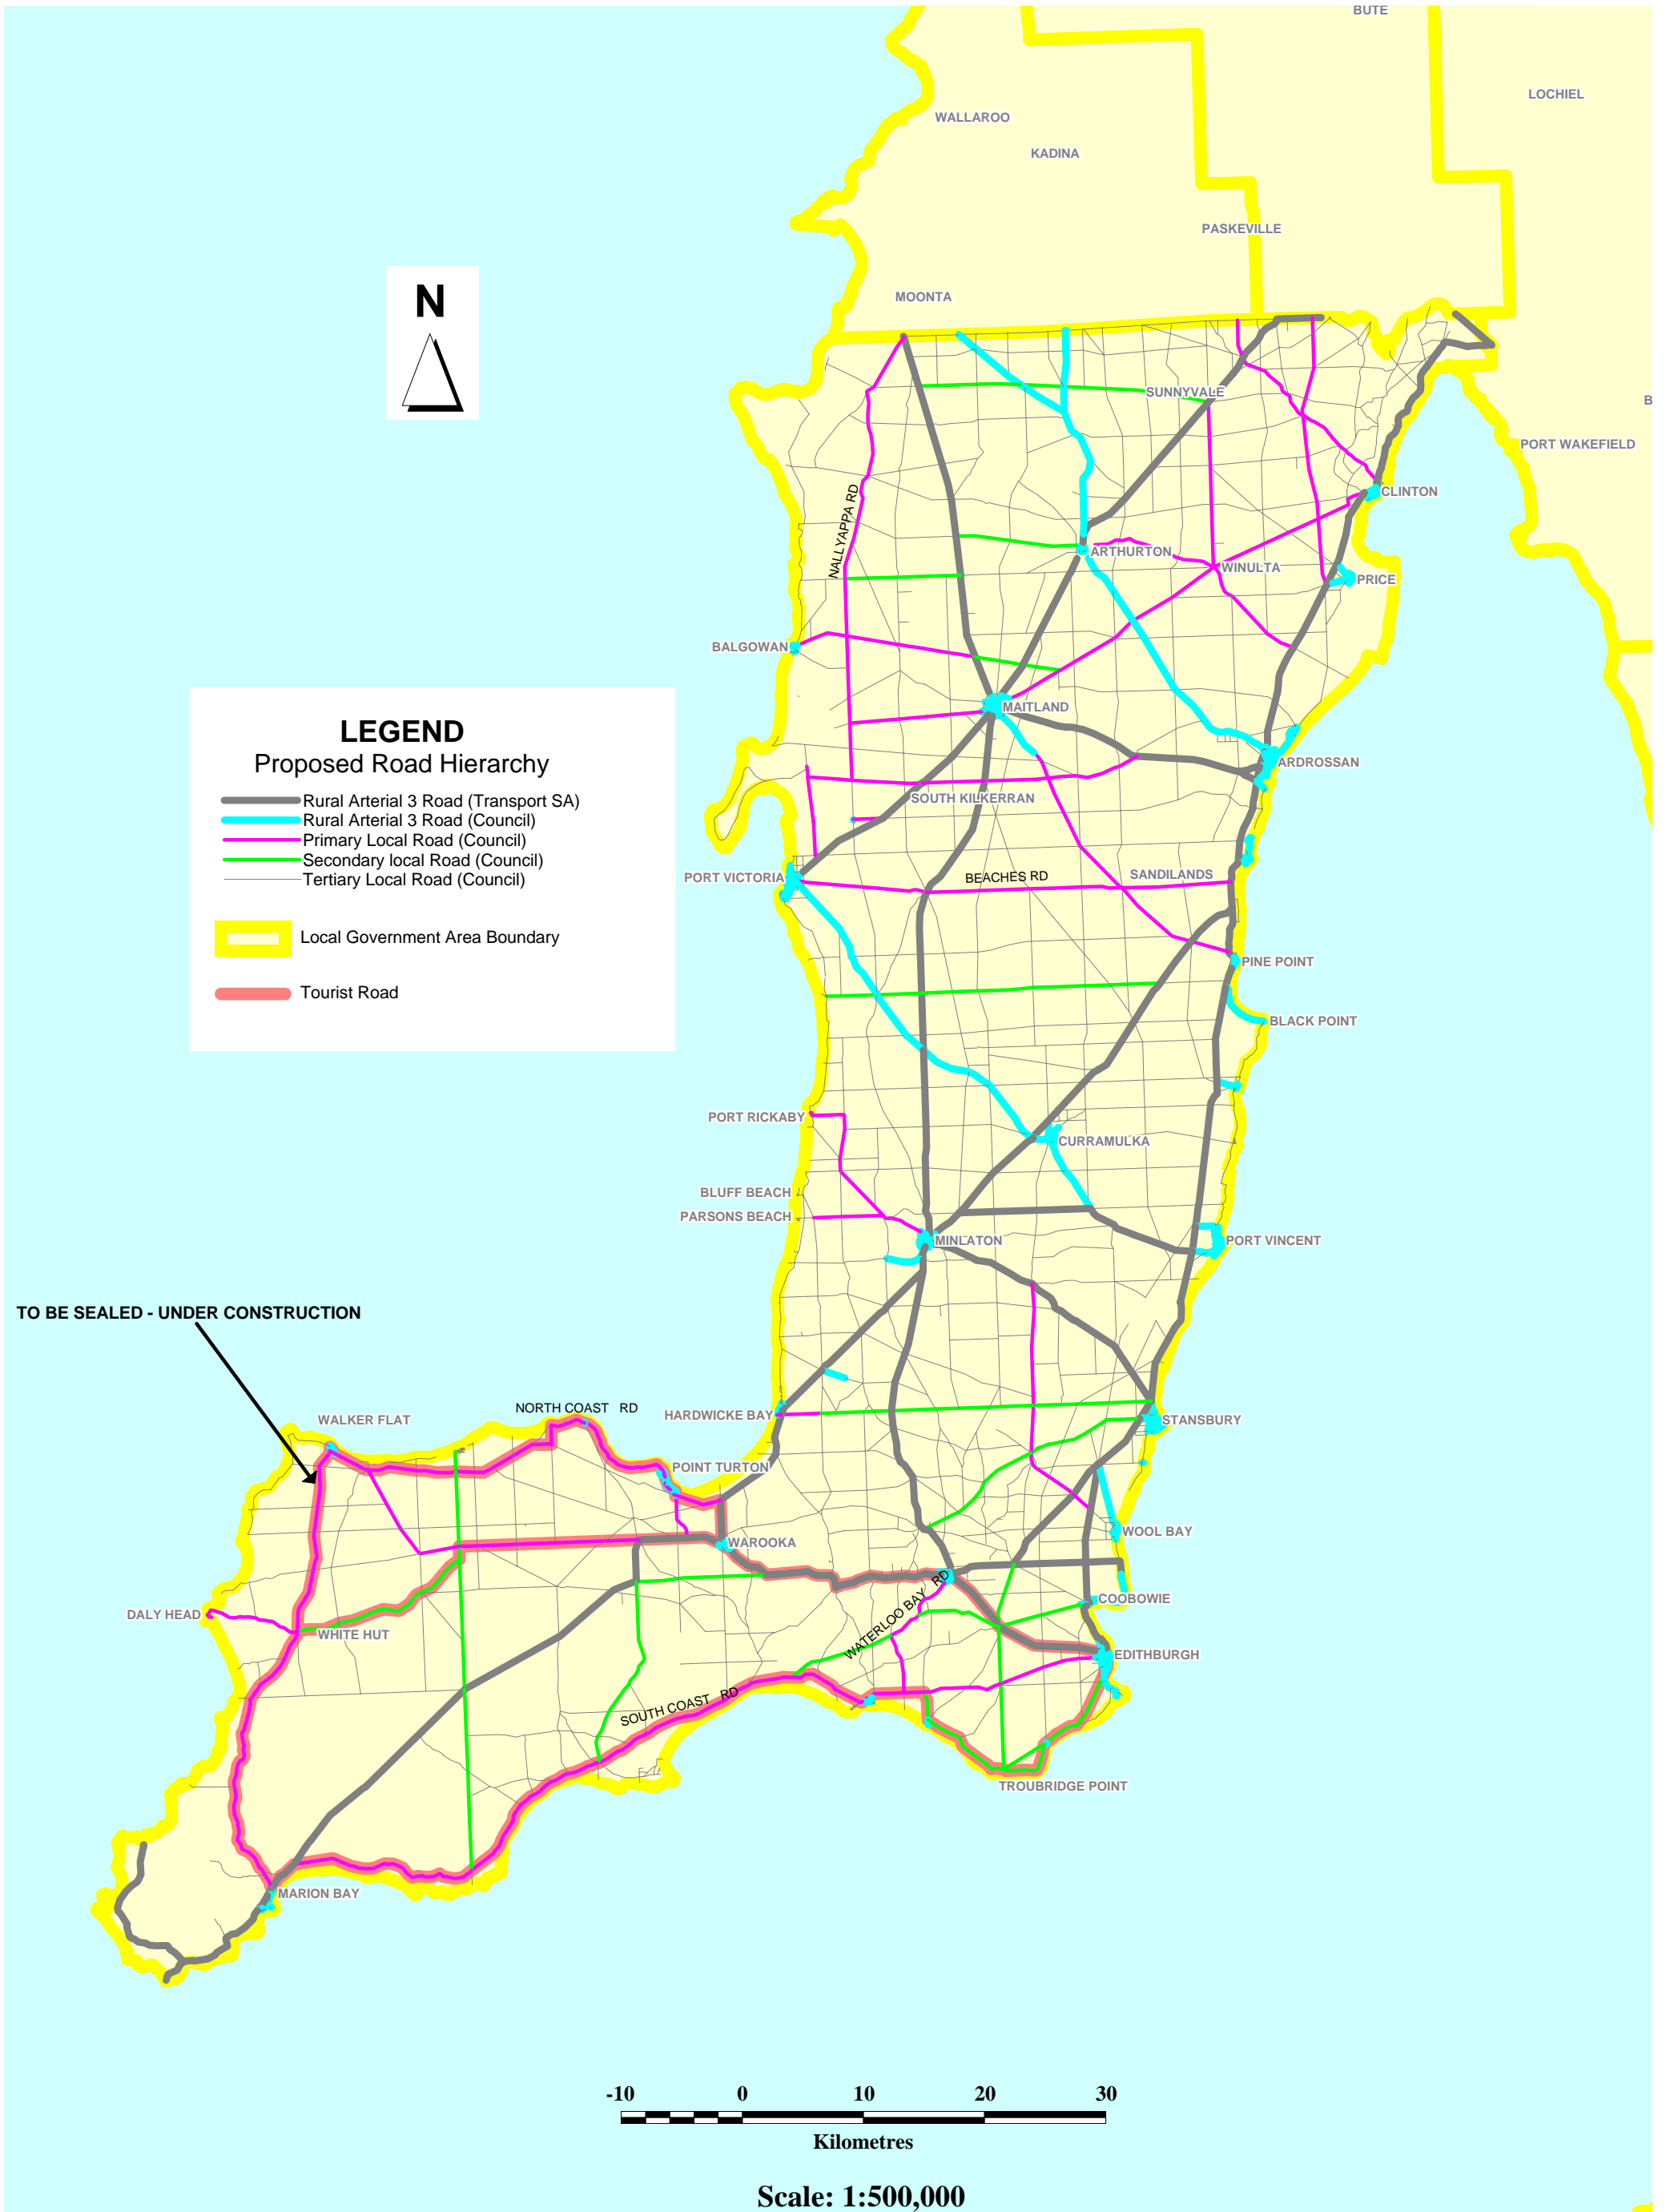 BUTE
LOCHIEL
WALLAROO
KADINA
PASKEVILLE
N
MOONTA
SUNNYVALE
B
PORT WAKEFIELD
CLINTON
NALLYAPPA RD
ARTHURTON
WINULTA
PRICE
BALGOWAN
MAITLAND
LEGEND
Proposed Road Hierarchy
Rural Arterial 3 Road (Transport SA)
Rural Arterial 3 Road (Council)
Primary Local Road (Council)
Secondary local Road (Council)
Tertiary Local Road (Council)
Local Government Area Boundary
Tourist Road
ARDROSSAN
SOUTH KILKERRAN
PORT VICTORIA
BEACHES RD
SANDILANDS
PINE POINT
BLACK POINT
PORT RICKABY
CURRAMULKA
BLUFF BEACH
PARSONS BEACH
MINLATON
PORT VINCENT
TO BE SEALED - UNDER CONSTRUCTION
NORTH COAST RD
WALKER FLAT
HARDWICKE BAY
STANSBURY
POINT TURTON
WOOL BAY
WAROOKA
COOBOWIE
DALY HEAD
WHITE HUT
WATERLOO BAY RD
EDITHBURGH
SOUTH COAST RD
TROUBRIDGE POINT
MARION BAY
-10 0 10 20 30
Kilometres
Scale: 1:500,000